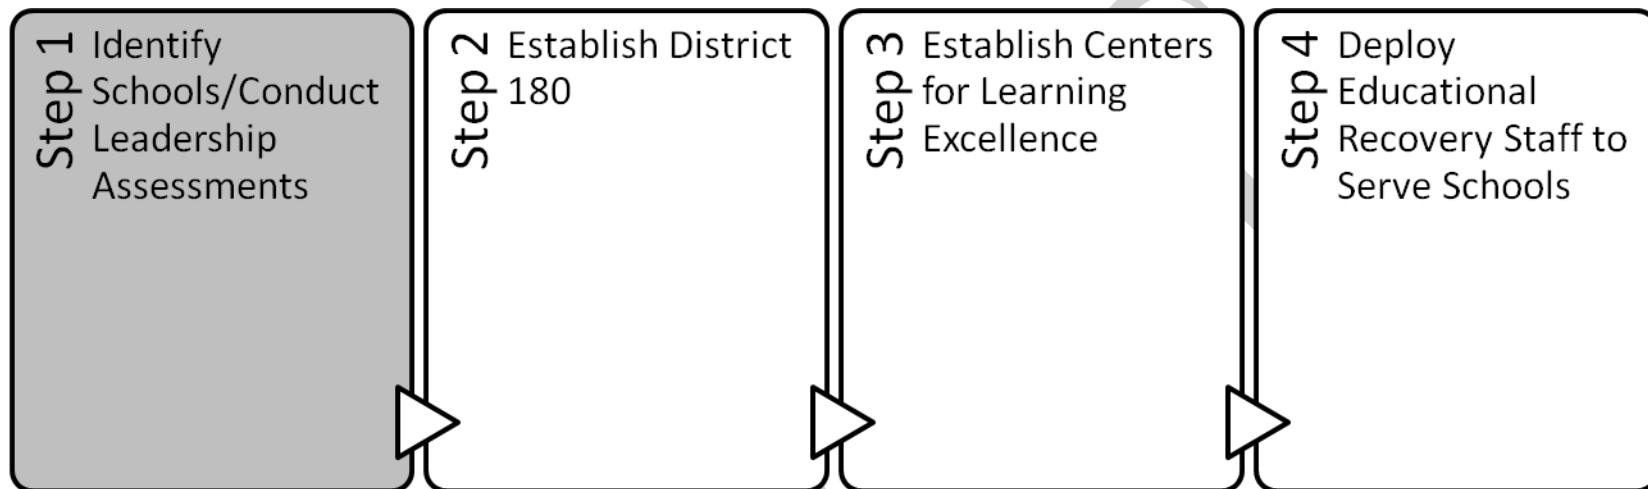 Step 1
Identify
Schools/Conduct
Leadership
Assessments
Step 2
Establish District
180
Step 3
Establish Centers
for Learning
Excellence
Step 4
Deploy
Educational
Recovery Staff to
Serve Schools